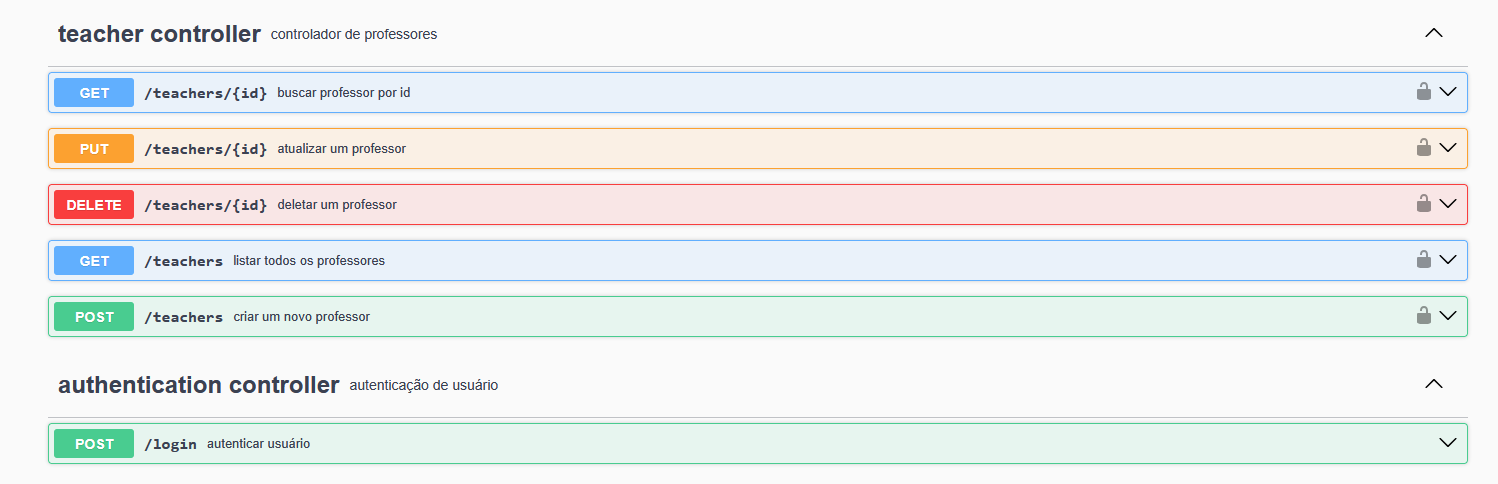 teacher controller controlador de professores
GET /teachers/{id} buscar professor por id
PUT /teachers/{id} atualizar um professor
DELETE /teachers/{id} deletar um professor
GET /teachers listar todos os professores
POST /teachers criar um novo professor
authentication controller autenticação de usuário
POST /login autenticar usuário